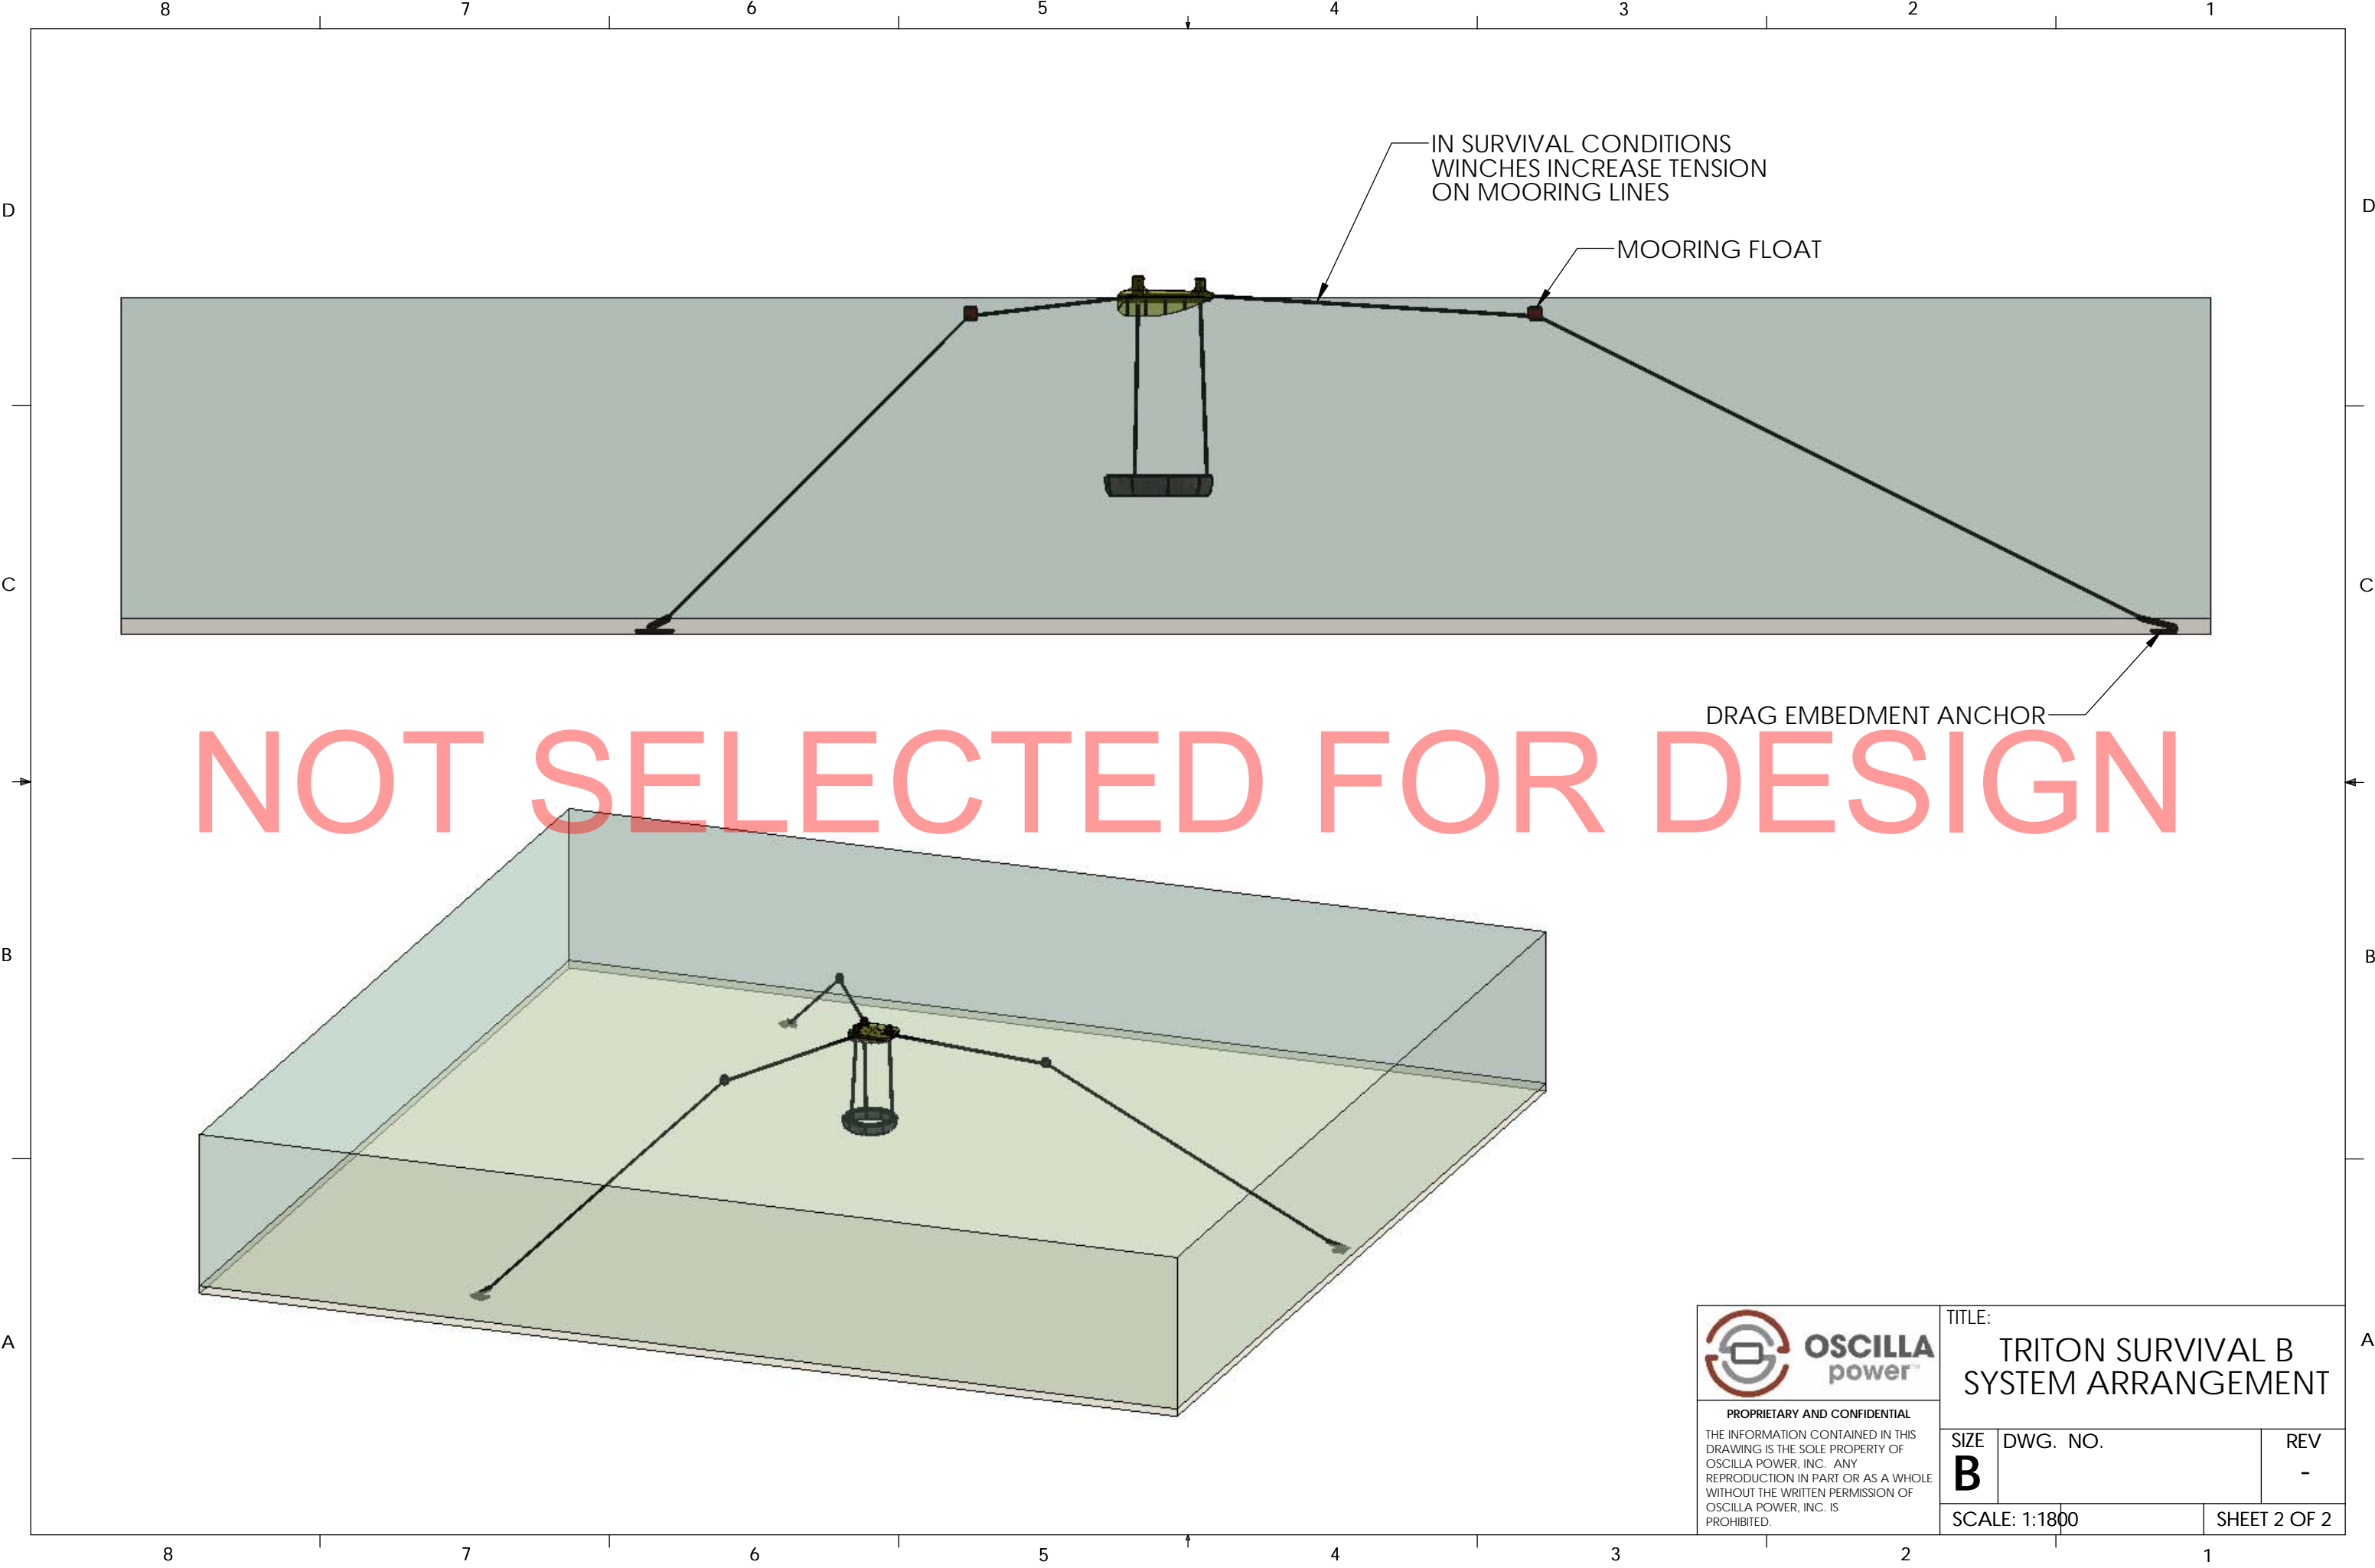 8 7 6 5 4 3 2 1
IN SURVIVAL CONDITIONS
WINCHES INCREASE TENSION
ON MOORING LINES
D D
MOORING FLOAT
C C
DRAG EMBEDMENT ANCHOR
NOT SELECTED FOR DESIGN
B B
A A
OSCILLA
power™
PROPRIETARY AND CONFIDENTIAL
THE INFORMATION CONTAINED IN THIS
DRAWING IS THE SOLE PROPERTY OF
OSCILLA POWER, INC. ANY
REPRODUCTION IN PART OR AS A WHOLE
WITHOUT THE WRITTEN PERMISSION OF
OSCILLA POWER, INC. IS
PROHIBITED.
TITLE:
TRITON SURVIVAL B
SYSTEM ARRANGEMENT
SIZE
B
DWG. NO.
REV
-
SCALE: 1:1800
SHEET 2 OF 2
8 7 6 5 4 3 2 1